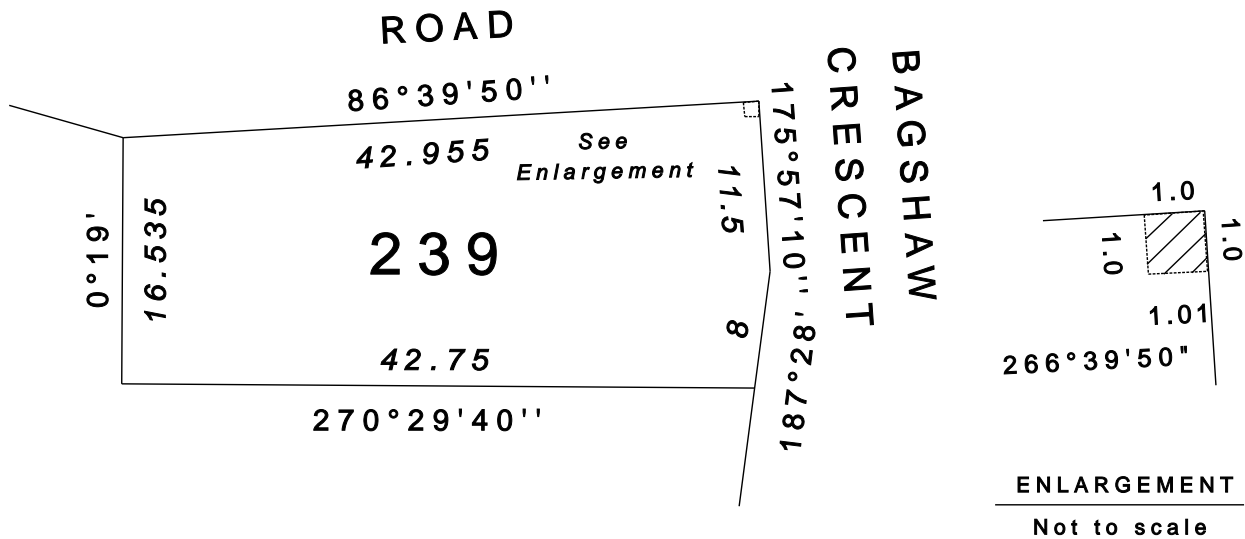 ROAD
86°39'50''
42.955
See
Enlargement
BAGSHAW
CRESCENT
175°57'10''
11.5
239
0°19'
16.535
8
187°28'
42.75
270°29'40''
1.0
1.0
1.0
1.01
266°39'50"
ENLARGEMENT
Not to scale